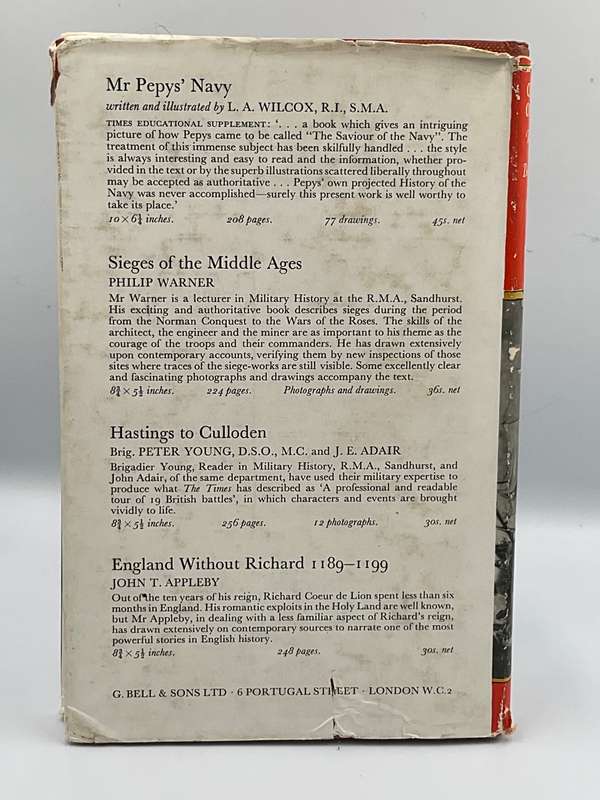 Mr Pepys' Navy
written and illustrated by L. A. WILCOX, R.I., S.M.A.
TIMES EDUCATIONAL SUPPLEMENT: '. . . a book which gives an intriguing
picture of how Pepys came to be called "The Saviour of the Navy". The
treatment of this immense subject has been skilfully handled . . . the style
is always interesting and easy to read and the information, whether pro-
vided in the text or by the superb illustrations scattered liberally throughout
may be accepted as authoritative . . . Pepys' own projected History of the
Navy was never accomplished—surely this present work is well worthy to
take its place.'
10 × 6¾ inches. 208 pages. 77 drawings. 45s. net
Sieges of the Middle Ages
PHILIP WARNER
Mr Warner is a lecturer in Military History at the R.M.A., Sandhurst.
His exciting and authoritative book describes sieges during the period
from the Norman Conquest to the Wars of the Roses. The skills of the
architect, the engineer and the miner are as important to his theme as the
courage of the troops and their commanders. He has drawn extensively
upon contemporary accounts, verifying them by new inspections of those
sites where traces of the siege-works are still visible. Some excellently clear
and fascinating photographs and drawings accompany the text.
8¾ × 5½ inches. 224 pages. Photographs and drawings. 36s. net
Hastings to Culloden
Brig. PETER YOUNG, D.S.O., M.C. and J. E. ADAIR
Brigadier Young, Reader in Military History, R.M.A., Sandhurst, and
John Adair, of the same department, have used their military expertise to
produce what The Times has described as 'A professional and readable
tour of 19 British battles', in which characters and events are brought
vividly to life.
8¾ × 5½ inches. 256 pages. 12 photographs. 30s. net
England Without Richard 1189–1199
JOHN T. APPLEBY
Out of the ten years of his reign, Richard Coeur de Lion spent less than six
months in England. His romantic exploits in the Holy Land are well known,
but Mr Appleby, in dealing with a less familiar aspect of Richard's reign,
has drawn extensively on contemporary sources to narrate one of the most
powerful stories in English history.
8¾ × 5½ inches. 248 pages. 30s. net
G. BELL & SONS LTD · 6 PORTUGAL STREET · LONDON W.C.2